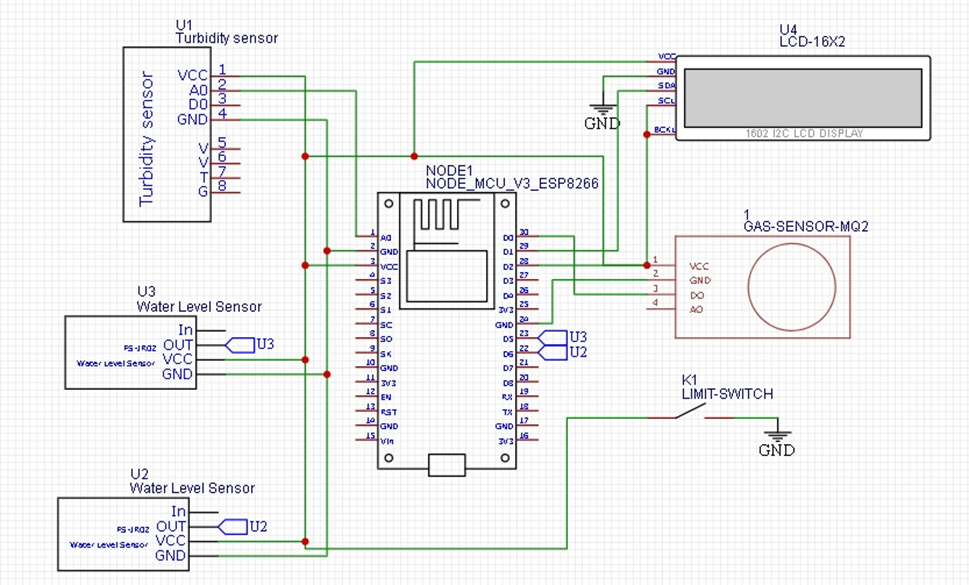 U1
Turbidity sensor
Turbidity sensor
VCC 1
A0 2
D0 3
GND 4
V 5
V 6
T 7
G 8
U4
LCD-16X2
VCC
GND
SDA
SCL
BCKL
1602 I2C LCD DISPLAY
GND
NODE1
NODE_MCU_V3_ESP8266
1 A0
2 GND
3 VCC
4 S3
5 S2
6 S1
7 SC
8 SO
9 SK
10 GND
11 3V3
12 EN
13 RST
14 GND
15 Vin
D0 30
D1 29
D2 28
D3 27
D4 26
3V3 25
GND 24
D5 23
D6 22
D7 21
D8 20
RX 19
TX 18
GND 17
3V3 16
U3
U2
1
GAS-SENSOR-MQ2
1 VCC
2 GND
3 DO
4 AO
U3
Water Level Sensor
In
PS-JR02 OUT
Water Level Sensor VCC
GND
U3
K1
LIMIT-SWITCH
GND
U2
Water Level Sensor
In
PS-JR02 OUT
Water Level Sensor VCC
GND
U2